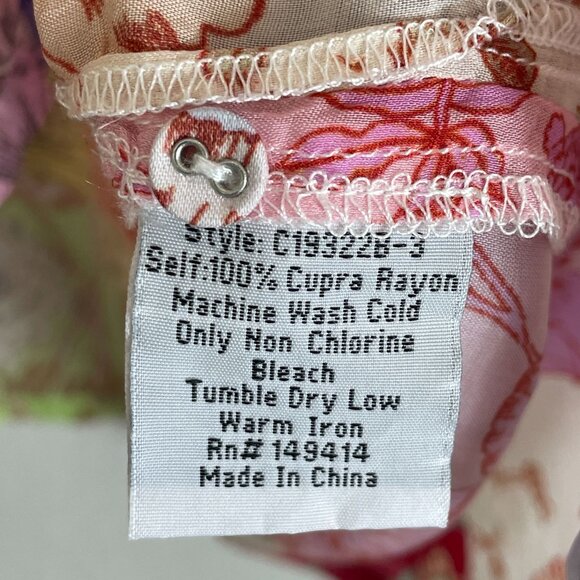 Style: C19322B-3
Self:100% Cupra Rayon
Machine Wash Cold
Only Non Chlorine
Bleach
Tumble Dry Low
Warm Iron
Rn# 149414
Made In China